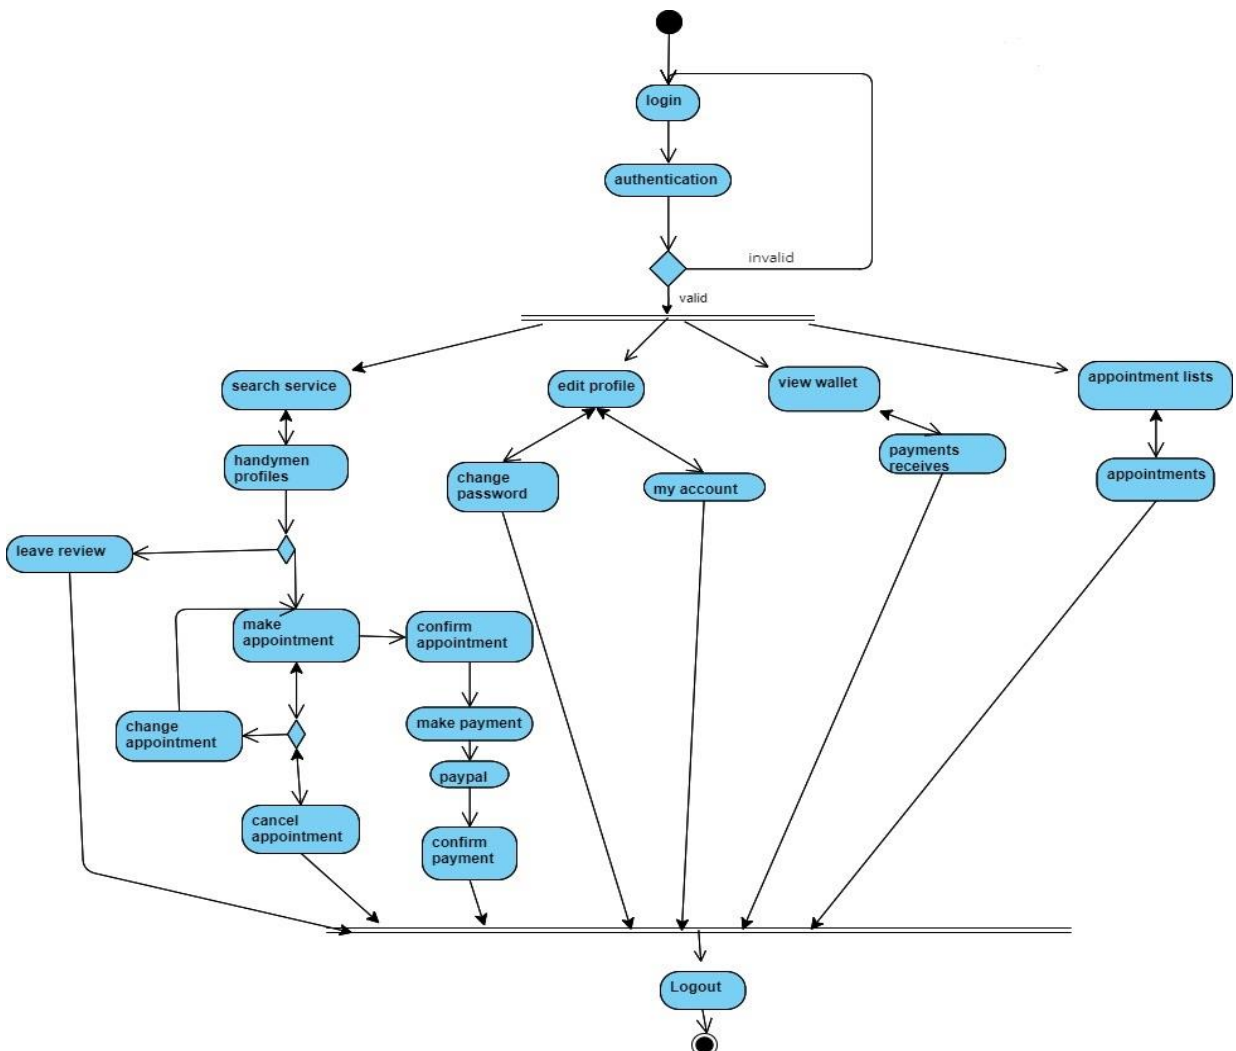 login
authentication
invalid
valid
search service
edit profile
view wallet
appointment lists
handymen
profiles
change
password
my account
payments
receives
appointments
leave review
make
appointment
confirm
appointment
change
appointment
make payment
paypal
cancel
appointment
confirm
payment
Logout